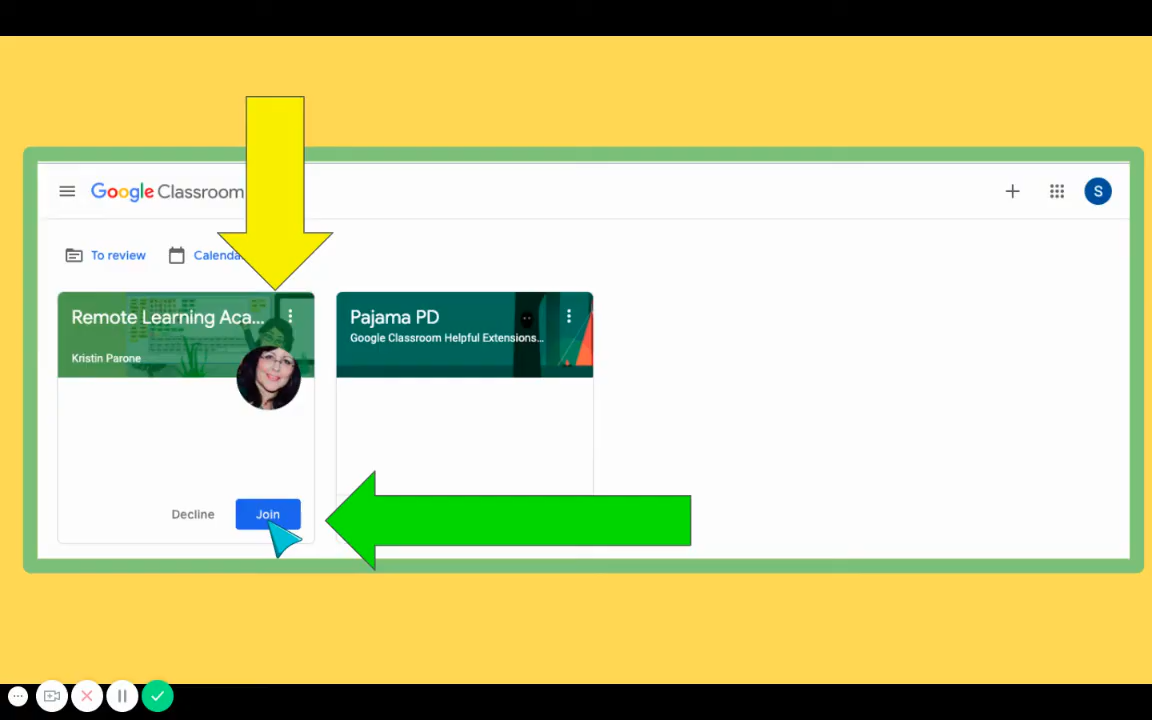 Google Classroom
S
To review
Calenda
Remote Learning Aca...
Kristin Parone
Pajama PD
Google Classroom Helpful Extensions...
Decline
Join